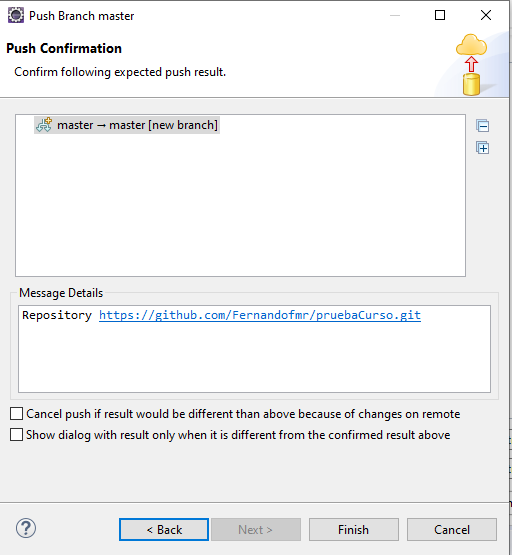 Push Branch master
Push Confirmation
Confirm following expected push result.
master → master [new branch]
Message Details
Repository https://github.com/Fernandofmr/pruebaCurso.git
Cancel push if result would be different than above because of changes on remote
Show dialog with result only when it is different from the confirmed result above
?
< Back
Next >
Finish
Cancel